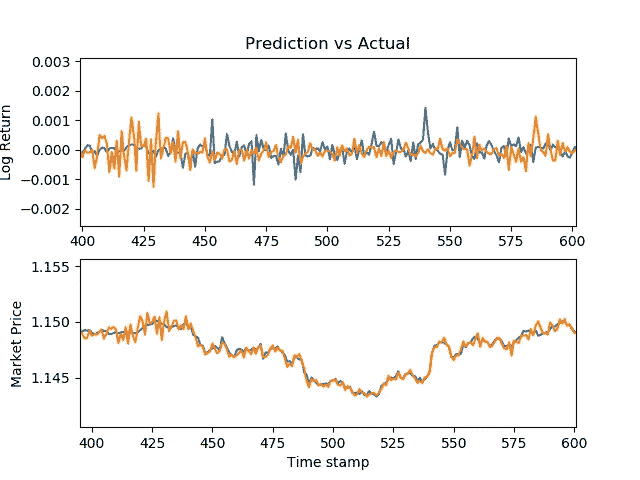 Prediction vs Actual
0.003
0.002
0.001
0.000
−0.001
−0.002
Log Return
400 425 450 475 500 525 550 575 600
1.155
1.150
1.145
Market Price
400 425 450 475 500 525 550 575 600
Time stamp